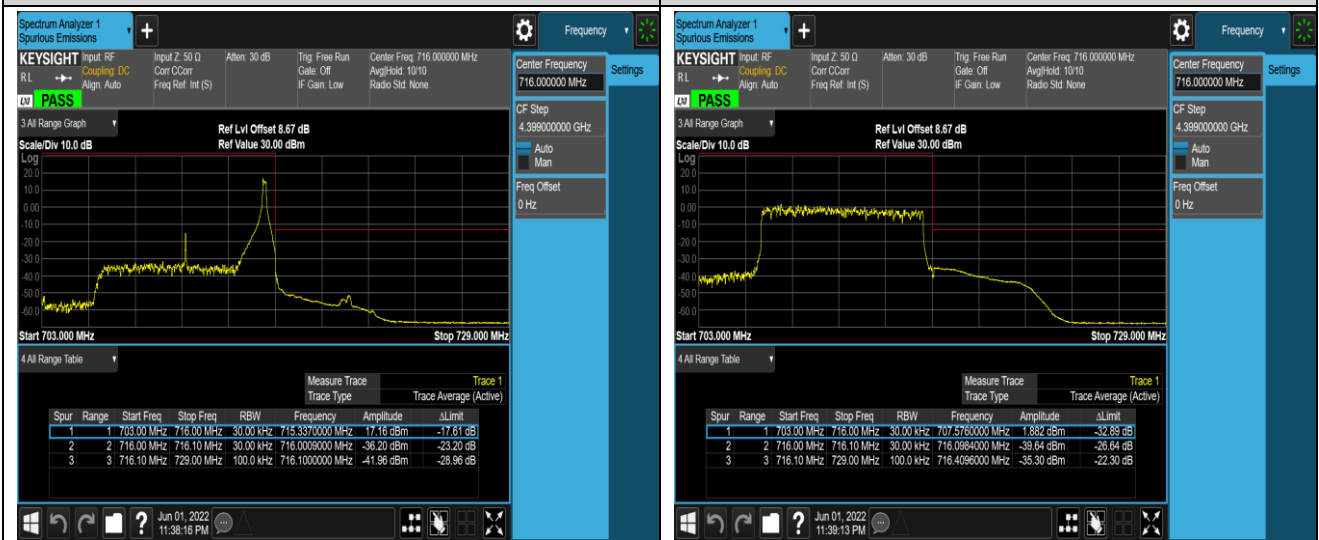 Spectrum Analyzer 1
Spurious Emissions
+
Frequency
KEYSIGHT Input: RF Input Z: 50 Ω Atten: 30 dB Trig: Free Run Center Freq: 716.000000 MHz
RL Coupling: DC Corr CCorr Gate: Off Avg|Hold: 10/10
Align: Auto Freq Ref: Int (S) IF Gain: Low Radio Std: None
LXI PASS
Center Frequency
716.000000 MHz
Settings
CF Step
4.399000000 GHz
Auto
Man
Freq Offset
0 Hz
3 All Range Graph
Ref Lvl Offset 8.67 dB
Scale/Div 10.0 dB Ref Value 30.00 dBm
Log
20.0
10.0
0.00
-10.0
-20.0
-30.0
-40.0
-50.0
-60.0
Start 703.000 MHz Stop 729.000 MHz
4 All Range Table
Measure Trace Trace 1
Trace Type Trace Average (Active)
Spur Range Start Freq Stop Freq RBW Frequency Amplitude ΔLimit
1 1 703.00 MHz 716.00 MHz 30.00 kHz 715.3370000 MHz 17.16 dBm -17.61 dB
2 2 716.00 MHz 716.10 MHz 30.00 kHz 716.0009000 MHz -36.20 dBm -23.20 dB
3 3 716.10 MHz 729.00 MHz 100.0 kHz 716.1000000 MHz -41.96 dBm -28.96 dB
?
Jun 01, 2022
11:38:16 PM
Spectrum Analyzer 1
Spurious Emissions
+
Frequency
KEYSIGHT Input: RF Input Z: 50 Ω Atten: 30 dB Trig: Free Run Center Freq: 716.000000 MHz
RL Coupling: DC Corr CCorr Gate: Off Avg|Hold: 10/10
Align: Auto Freq Ref: Int (S) IF Gain: Low Radio Std: None
LXI PASS
Center Frequency
716.000000 MHz
Settings
CF Step
4.399000000 GHz
Auto
Man
Freq Offset
0 Hz
3 All Range Graph
Ref Lvl Offset 8.67 dB
Scale/Div 10.0 dB Ref Value 30.00 dBm
Log
20.0
10.0
0.00
-10.0
-20.0
-30.0
-40.0
-50.0
-60.0
Start 703.000 MHz Stop 729.000 MHz
4 All Range Table
Measure Trace Trace 1
Trace Type Trace Average (Active)
Spur Range Start Freq Stop Freq RBW Frequency Amplitude ΔLimit
1 1 703.00 MHz 716.00 MHz 30.00 kHz 707.5760000 MHz 1.882 dBm -32.89 dB
2 2 716.00 MHz 716.10 MHz 30.00 kHz 716.0984000 MHz -39.64 dBm -26.64 dB
3 3 716.10 MHz 729.00 MHz 100.0 kHz 716.4096000 MHz -35.30 dBm -22.30 dB
?
Jun 01, 2022
11:39:13 PM